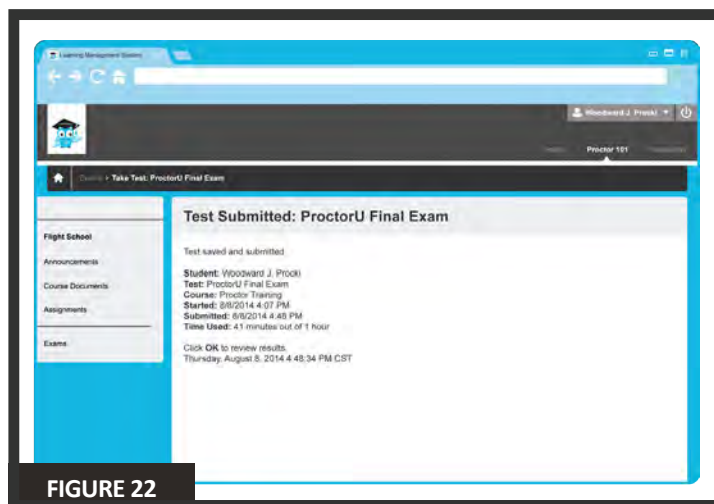 Learning Management System
Woodward J. Procki
Proctor 101
Take Test: ProctorU Final Exam
Flight School
Announcements
Course Documents
Assignments
Exams
Test Submitted: ProctorU Final Exam
Test saved and submitted
Student: Woodward J. Procki
Test: ProctorU Final Exam
Course: Proctor Training
Started: 8/8/2014 4:07 PM
Submitted: 8/8/2014 4:48 PM
Time Used: 41 minutes out of 1 hour
Click OK to review results.
Thursday, August 8, 2014 4:48:34 PM CST
FIGURE 22